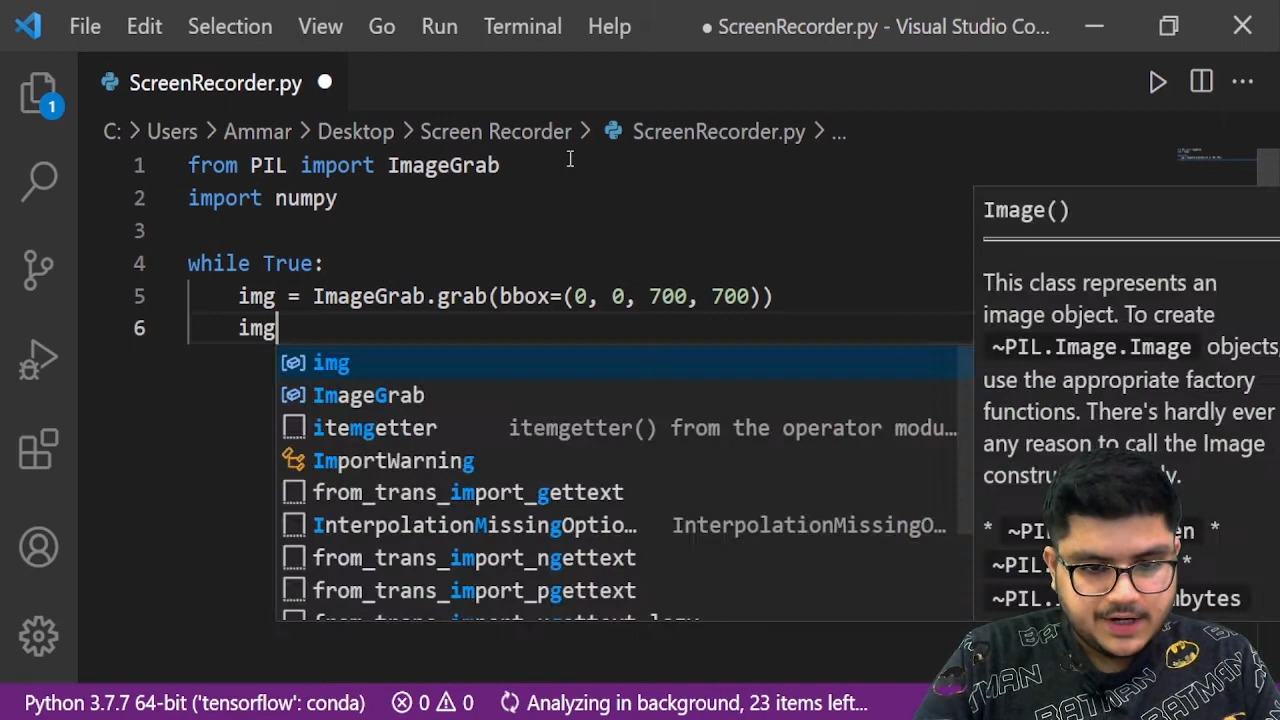 File Edit Selection View Go Run Terminal Help ● ScreenRecorder.py - Visual Studio Co...
ScreenRecorder.py
1
C: > Users > Ammar > Desktop > Screen Recorder > ScreenRecorder.py > ...
1 from PIL import ImageGrab
2 import numpy
3
4 while True:
5 img = ImageGrab.grab(bbox=(0, 0, 700, 700))
6 img
img
ImageGrab
itemgetter itemgetter() from the operator modu...
ImportWarning
from_trans_import_gettext
InterpolationMissingOptio... InterpolationMissingO...
from_trans_import_ngettext
from_trans_import_pgettext
Image()
This class represents an
image object. To create
~PIL.Image.Image objects,
use the appropriate factory
functions. There's hardly ever
any reason to call the Image
* *
*
BATMAN
BATMAN
Python 3.7.7 64-bit ('tensorflow': conda) 0 0 Analyzing in background, 23 items left...